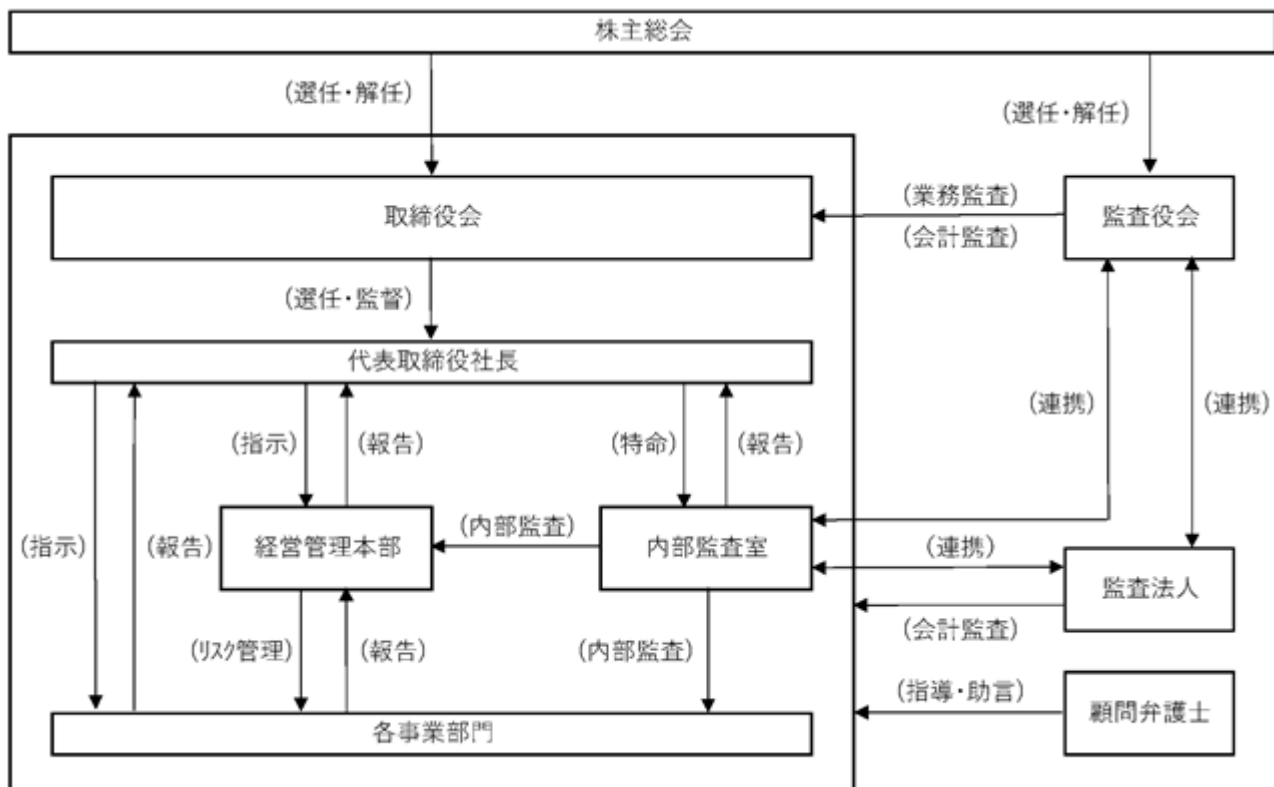 株主総会
(選任・解任)
(選任・解任)
取締役会
(業務監査)
(会計監査)
監査役会
(選任・監督)
代表取締役社長
(連携)
(連携)
(指示)
(報告)
(特命)
(報告)
(指示)
(報告)
経営管理本部
(内部監査)
内部監査室
(連携)
監査法人
(会計監査)
(リスク管理)
(報告)
(内部監査)
(指導・助言)
顧問弁護士
各事業部門